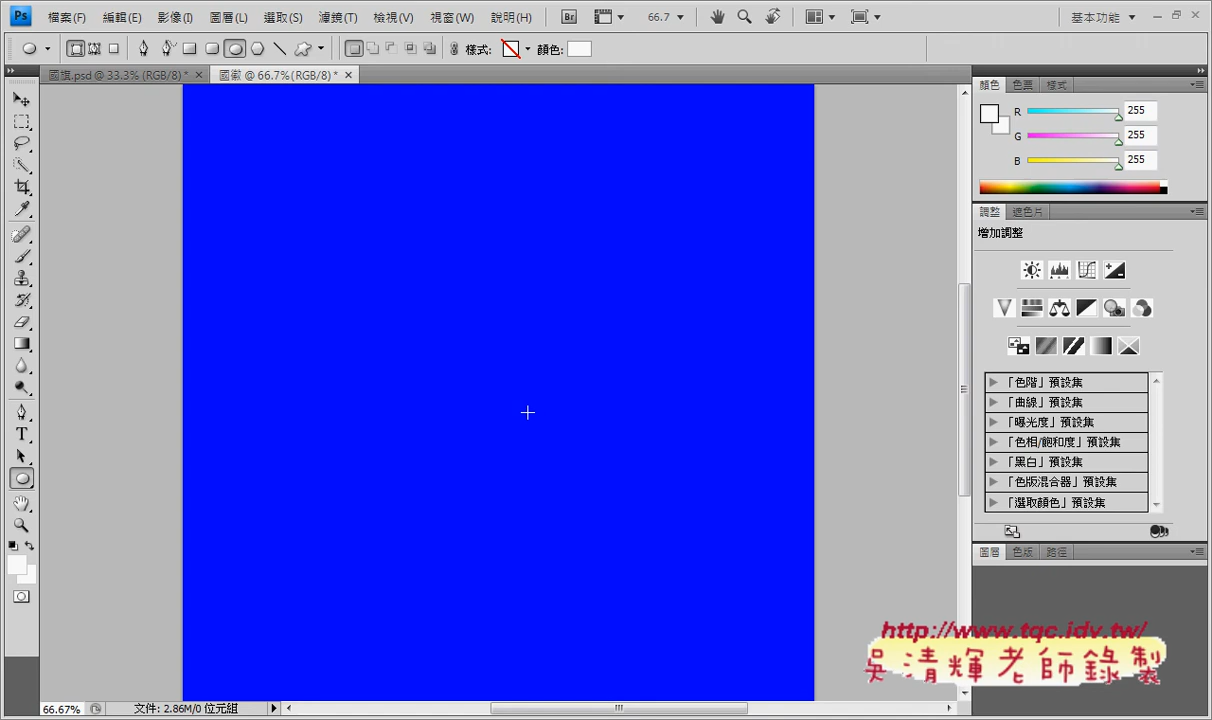 Ps 檔案(F) 編輯(E) 影像(I) 圖層(L) 選取(S) 濾鏡(T) 檢視(V) 視窗(W) 說明(H) Br 66.7 基本功能
樣式: 顏色:
國旗.psd @ 33.3% (RGB/8) * 國徽 @ 66.7% (RGB/8) *
顏色 色票 樣式
R 255
G 255
B 255
調整 遮色片
增加調整
「色階」預設集
「曲線」預設集
「曝光度」預設集
「色相/飽和度」預設集
「黑白」預設集
「色版混合器」預設集
「選取顏色」預設集
圖層 色版 路徑
http://www.tqc.idv.tw/
吳清輝老師錄製
66.67% 文件: 2.86M/0 位元組